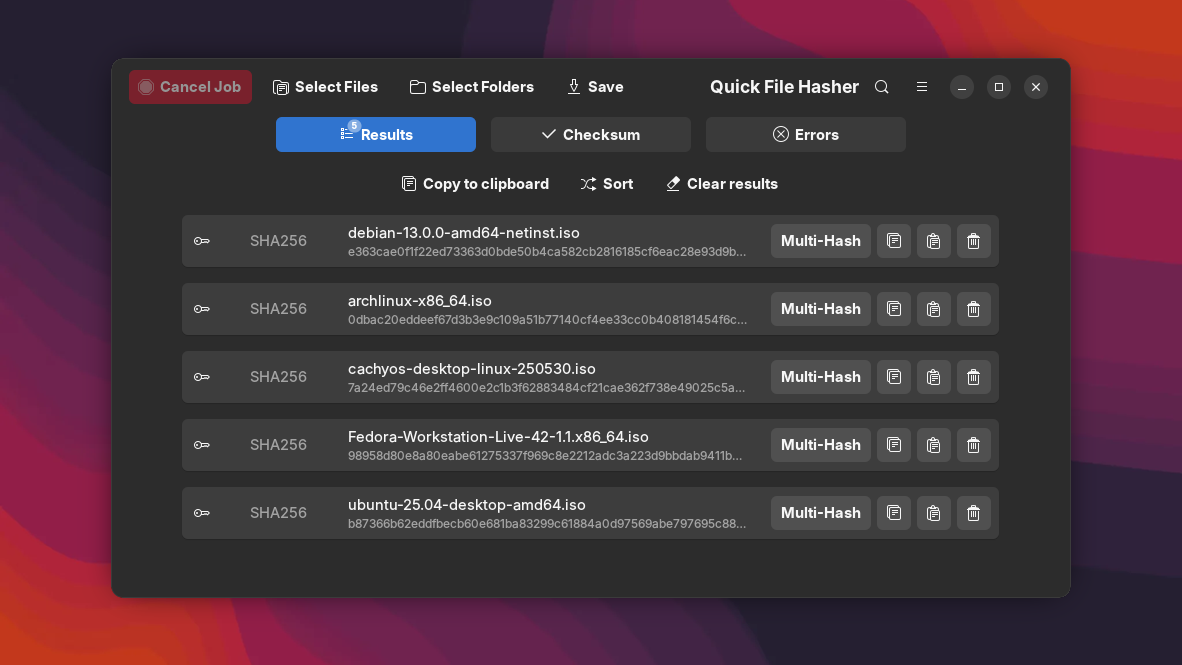 Cancel Job Select Files Select Folders Save Quick File Hasher
5 Results Checksum Errors
Copy to clipboard Sort Clear results
SHA256 debian-13.0.0-amd64-netinst.iso Multi-Hash
e363cae0f1f22ed73363d0bde50b4ca582cb2816185cf6eac28e93d9b...
SHA256 archlinux-x86_64.iso Multi-Hash
0dbac20eddeef67d3b3e9c109a51b77140cf4ee33cc0b408181454f6c...
SHA256 cachyos-desktop-linux-250530.iso Multi-Hash
7a24ed79c46e2ff4600e2c1b3f62883484cf21cae362f738e49025c5a...
SHA256 Fedora-Workstation-Live-42-1.1.x86_64.iso Multi-Hash
98958d80e8a80eabe61275337f969c8e2212adc3a223d9bbdab9411b...
SHA256 ubuntu-25.04-desktop-amd64.iso Multi-Hash
b87366b62eddfbecb60e681ba83299c61884a0d97569abe797695c88...